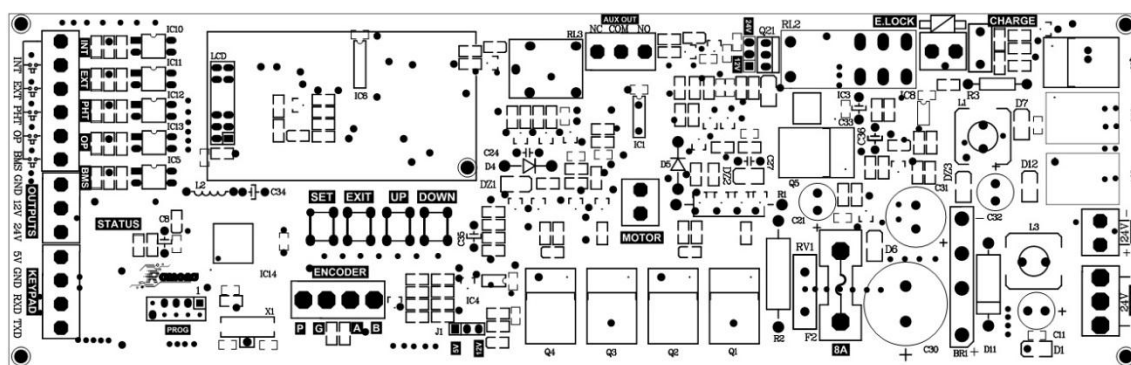 AUX OUT
NC COM NO
RL3
24V
12V
Q21
RL2
E.LOCK
CHARGE
IC10
INT
INT
LCD
IC6
IC11
EXT
EXT
IC12
PHT
PHT
IC13
OP
OP
IC5
BMS
BMS
IC1
IC3
C33
IC8
C36
R3
L1
D7
C24
D4
DZ1
D5
C25
DZ2
R1
Q5
C21
C31
DZ3
C32
D12
GND
12V
24V
OUTPUTS
L2
C34
STATUS
C8
SET EXIT UP DOWN
C35
MOTOR
5V
GND
RXD
TXD
KEYPAD
IC14
1
PROG
X1
ENCODER
P G A B
IC4
J1
5V
12V
Q4
Q3
Q2
Q1
R2
RV1
F2
8A
D6
C30
BR1
D11
L3
C11
D1
- 24V +
24V